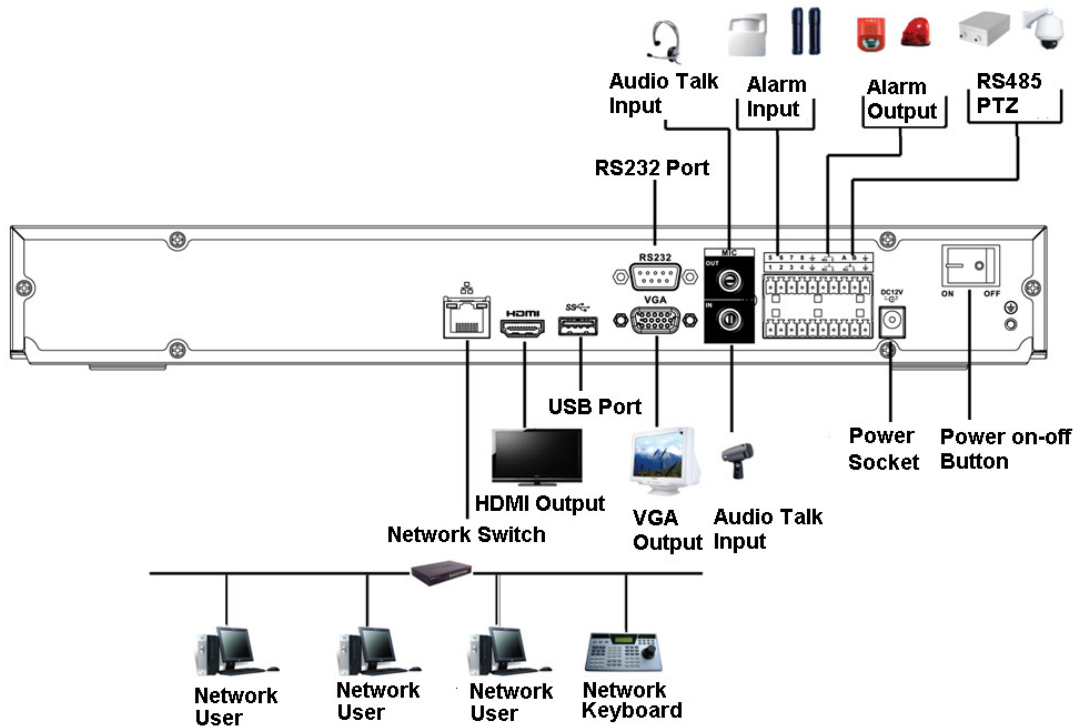 Audio Talk
Input
Alarm
Input
Alarm
Output
RS485
PTZ
RS232 Port
RS232
MIC
OUT
5 6 7 8
A B
1 2 3 4
DC12V
ON OFF
HDMI
SS
VGA
IN
USB Port
Power
Socket
Power on-off
Button
HDMI Output
VGA
Output
Audio Talk
Input
Network Switch
Network
User
Network
User
Network
User
Network
Keyboard